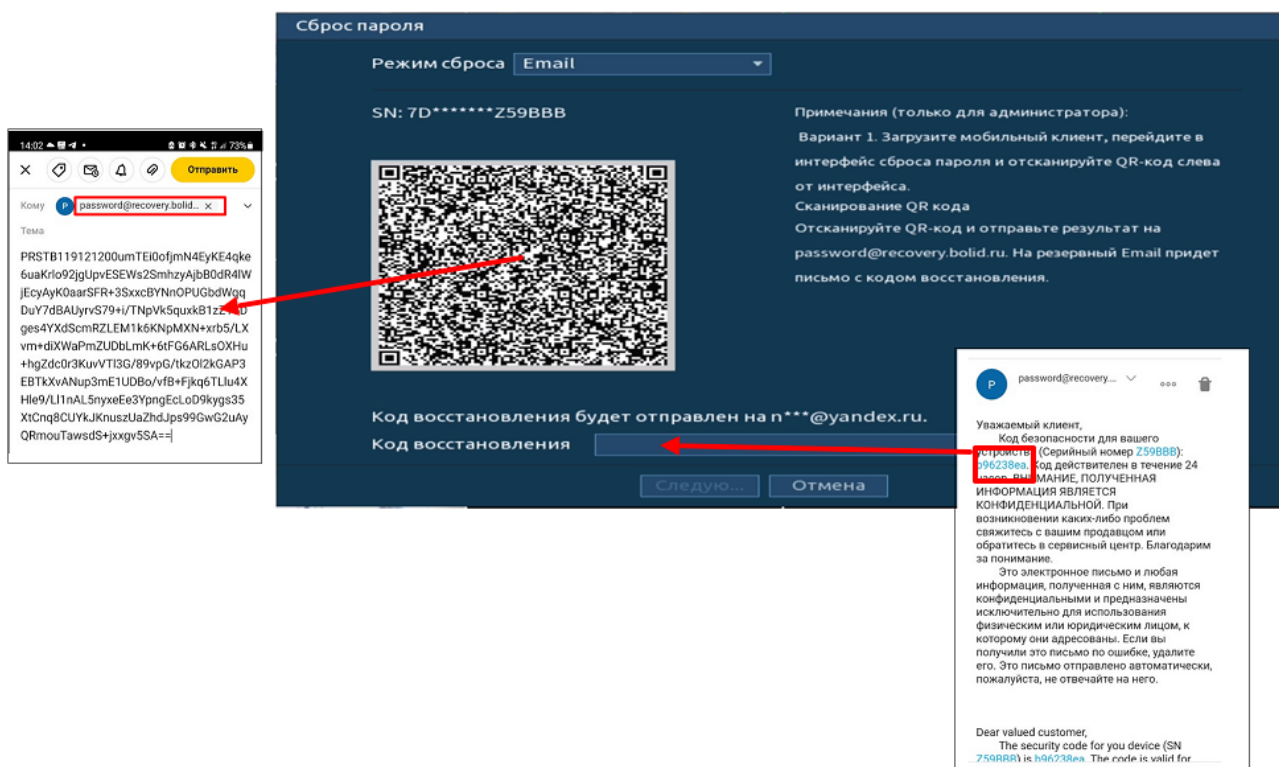 Сброс пароля
Режим сброса Email
SN: 7D*******Z59BBB
Примечания (только для администратора):
Вариант 1. Загрузите мобильный клиент, перейдите в
интерфейс сброса пароля и отсканируйте QR-код слева
от интерфейса.
Сканирование QR кода
Отсканируйте QR-код и отправьте результат на
password@recovery.bolid.ru. На резервный Email придет
письмо с кодом восстановления.
Код восстановления будет отправлен на n***@yandex.ru.
Код восстановления
Следую... Отмена
14:02 73%
Отправить
Кому P password@recovery.bolid...
Тема
PRSTB119121200umTEi0ofjmN4EyKE4qke
6uaKrlo92jgUpvESEWs2SmhzyAjbB0dR4lW
jEcyAyK0aarSFR+3SxxcBYNnOPUGbdWqq
DuY7dBAUyrvS79+i/TNpVk5quxkB1zZ
ges4YXdScmRZLEM1k6KNpMXN+xrb5/LX
vm+diXWaPmZUDbLmK+6tFG6ARLsOXHu
+hgZdc0r3KuvVTl3G/89vpG/tkzOl2kGAP3
EBTkXvANup3mE1UDBo/vfB+Fjkq6TLlu4X
Hle9/Ll1nAL5nyxeEe3YpngEcLoD9kygs35
XtCnq8CUYkJKnuszUaZhdJps99GwG2uAy
QRmouTawsdS+jxxgv5SA==
P password@recovery....
Уважаемый клиент,
Код безопасности для вашего
устройства (Серийный номер Z59BBB):
b96238ea. Код действителен в течение 24
часов. ВНИМАНИЕ, ПОЛУЧЕННАЯ
ИНФОРМАЦИЯ ЯВЛЯЕТСЯ
КОНФИДЕНЦИАЛЬНОЙ. При
возникновении каких-либо проблем
свяжитесь с вашим продавцом или
обратитесь в сервисный центр. Благодарим
за понимание.
Это электронное письмо и любая
информация, полученная с ним, являются
конфиденциальными и предназначены
исключительно для использования
физическим или юридическим лицом, к
которому они адресованы. Если вы
получили это письмо по ошибке, удалите
его. Это письмо отправлено автоматически,
пожалуйста, не отвечайте на него.
Dear valued customer,
The security code for you device (SN
Z59BBB) is b96238ea. The code is valid for